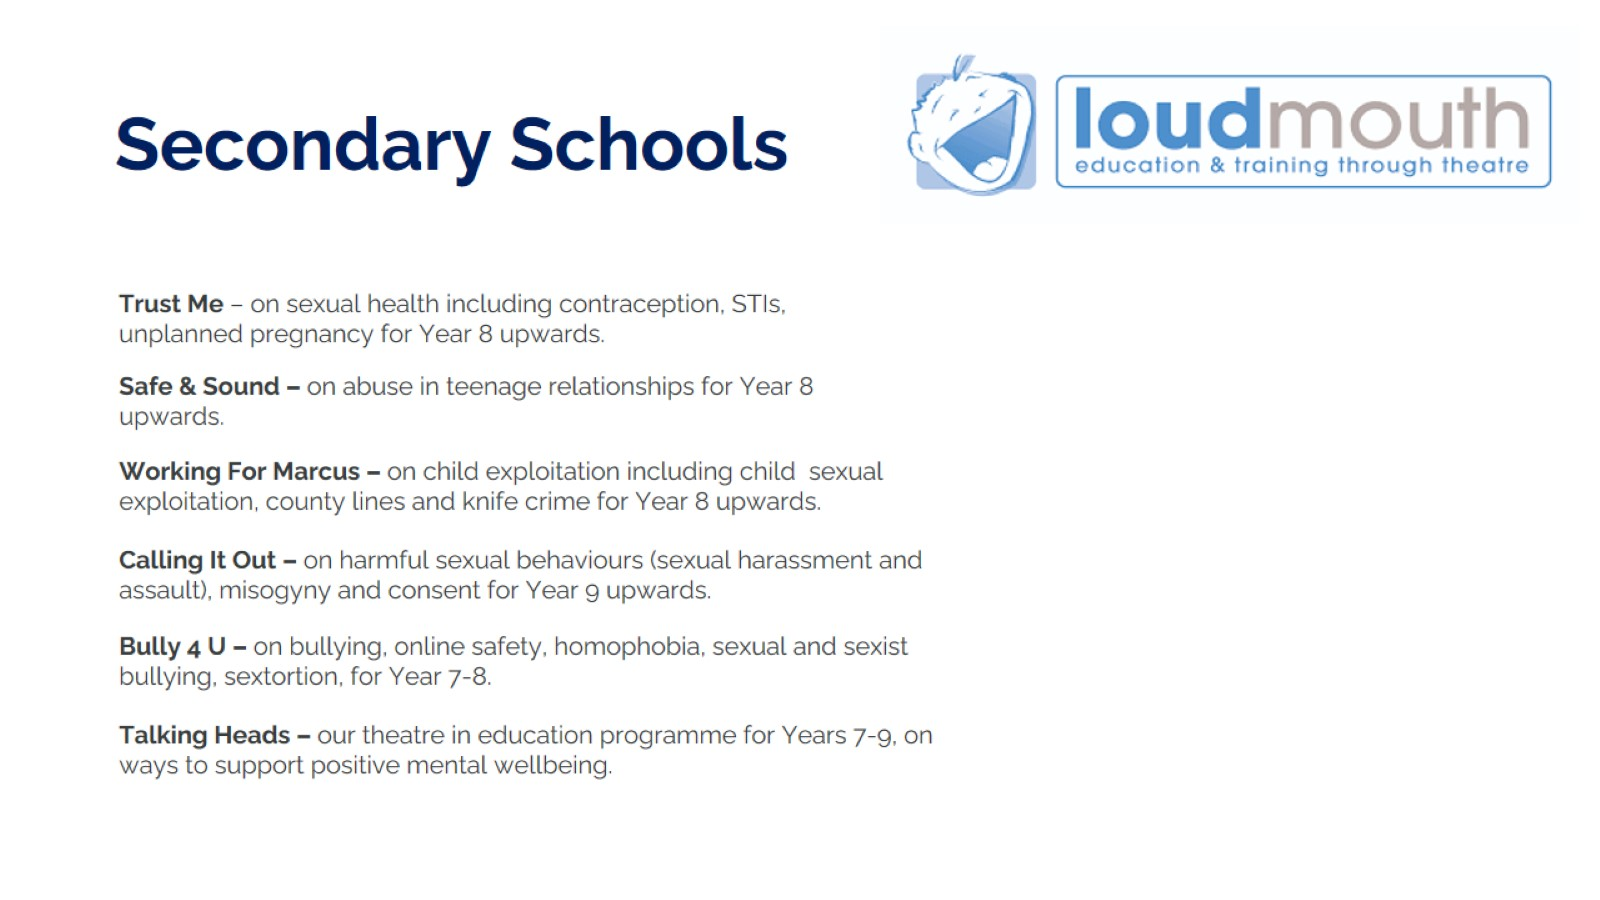 Secondary Schools
loudmouth
education & training through theatre
Trust Me – on sexual health including contraception, STIs,
unplanned pregnancy for Year 8 upwards.
Safe & Sound – on abuse in teenage relationships for Year 8
upwards.
Working For Marcus – on child exploitation including child  sexual
exploitation, county lines and knife crime for Year 8 upwards.
Calling It Out – on harmful sexual behaviours (sexual harassment and
assault), misogyny and consent for Year 9 upwards.
Bully 4 U – on bullying, online safety, homophobia, sexual and sexist
bullying, sextortion, for Year 7-8.
Talking Heads – our theatre in education programme for Years 7-9, on
ways to support positive mental wellbeing.